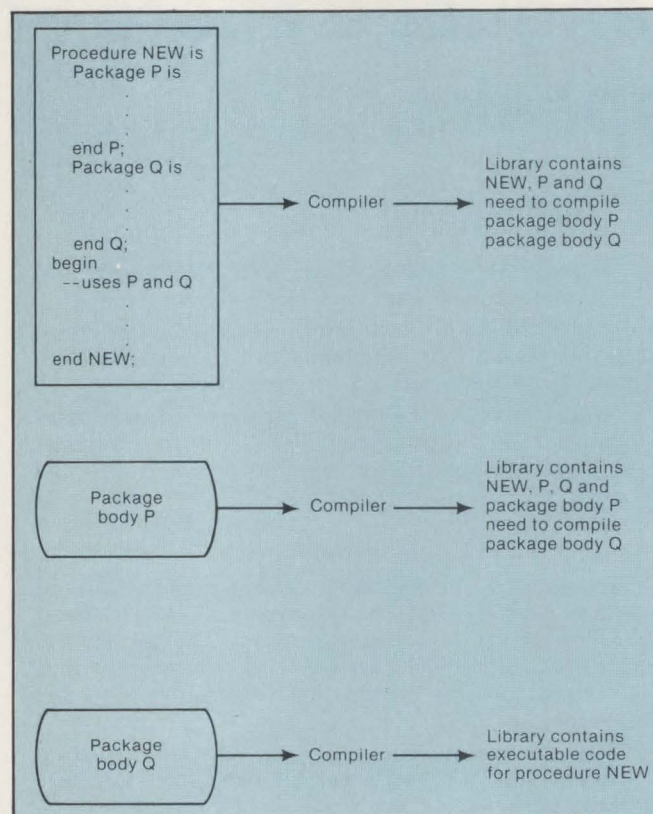 Procedure NEW is
Package P is
.
.
.
end P;
Package Q is
.
.
.
end Q;
begin
--uses P and Q
.
.
.
end NEW;
Compiler
Library contains
NEW, P and Q
need to compile
package body P
package body Q
Package
body P
Compiler
Library contains
NEW, P, Q and
package body P
need to compile
package body Q
Package
body Q
Compiler
Library contains
executable code
for procedure NEW